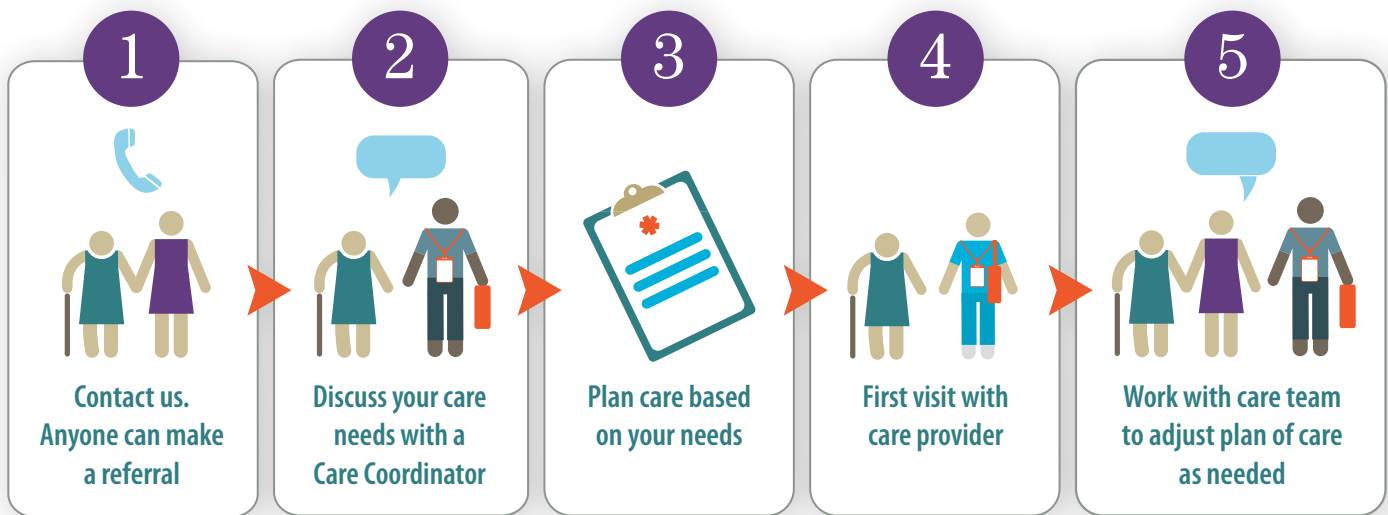 1
Contact us.
Anyone can make
a referral
2
Discuss your care
needs with a
Care Coordinator
3
Plan care based
on your needs
4
First visit with
care provider
5
Work with care team
to adjust plan of care
as needed